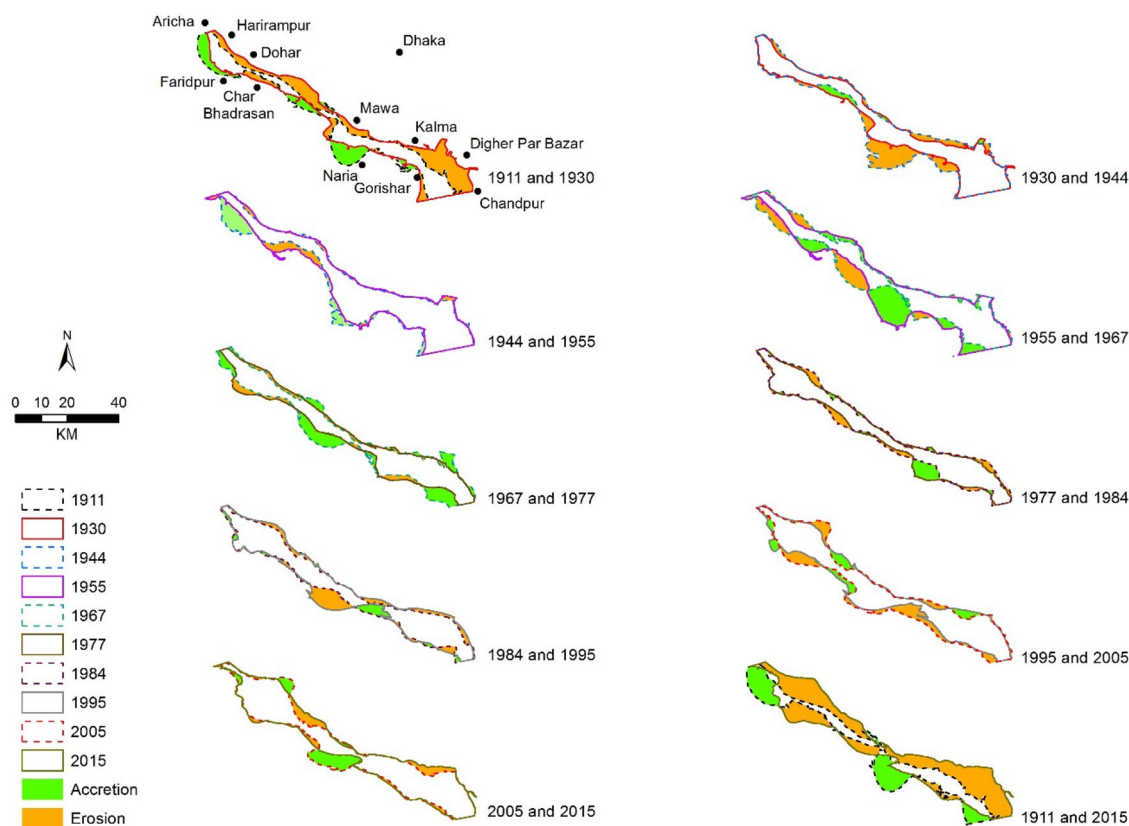 Aricha
Harirampur
Dohar
Dhaka
Faridpur
Char
Bhadrasan
Mawa
Kalma
Digher Par Bazar
Naria
Gorishar
Chandpur
1911 and 1930
1930 and 1944
1944 and 1955
1955 and 1967
N
0 10 20 40
KM
1967 and 1977
1977 and 1984
1984 and 1995
1995 and 2005
2005 and 2015
1911 and 2015
1911
1930
1944
1955
1967
1977
1984
1995
2005
2015
Accretion
Erosion